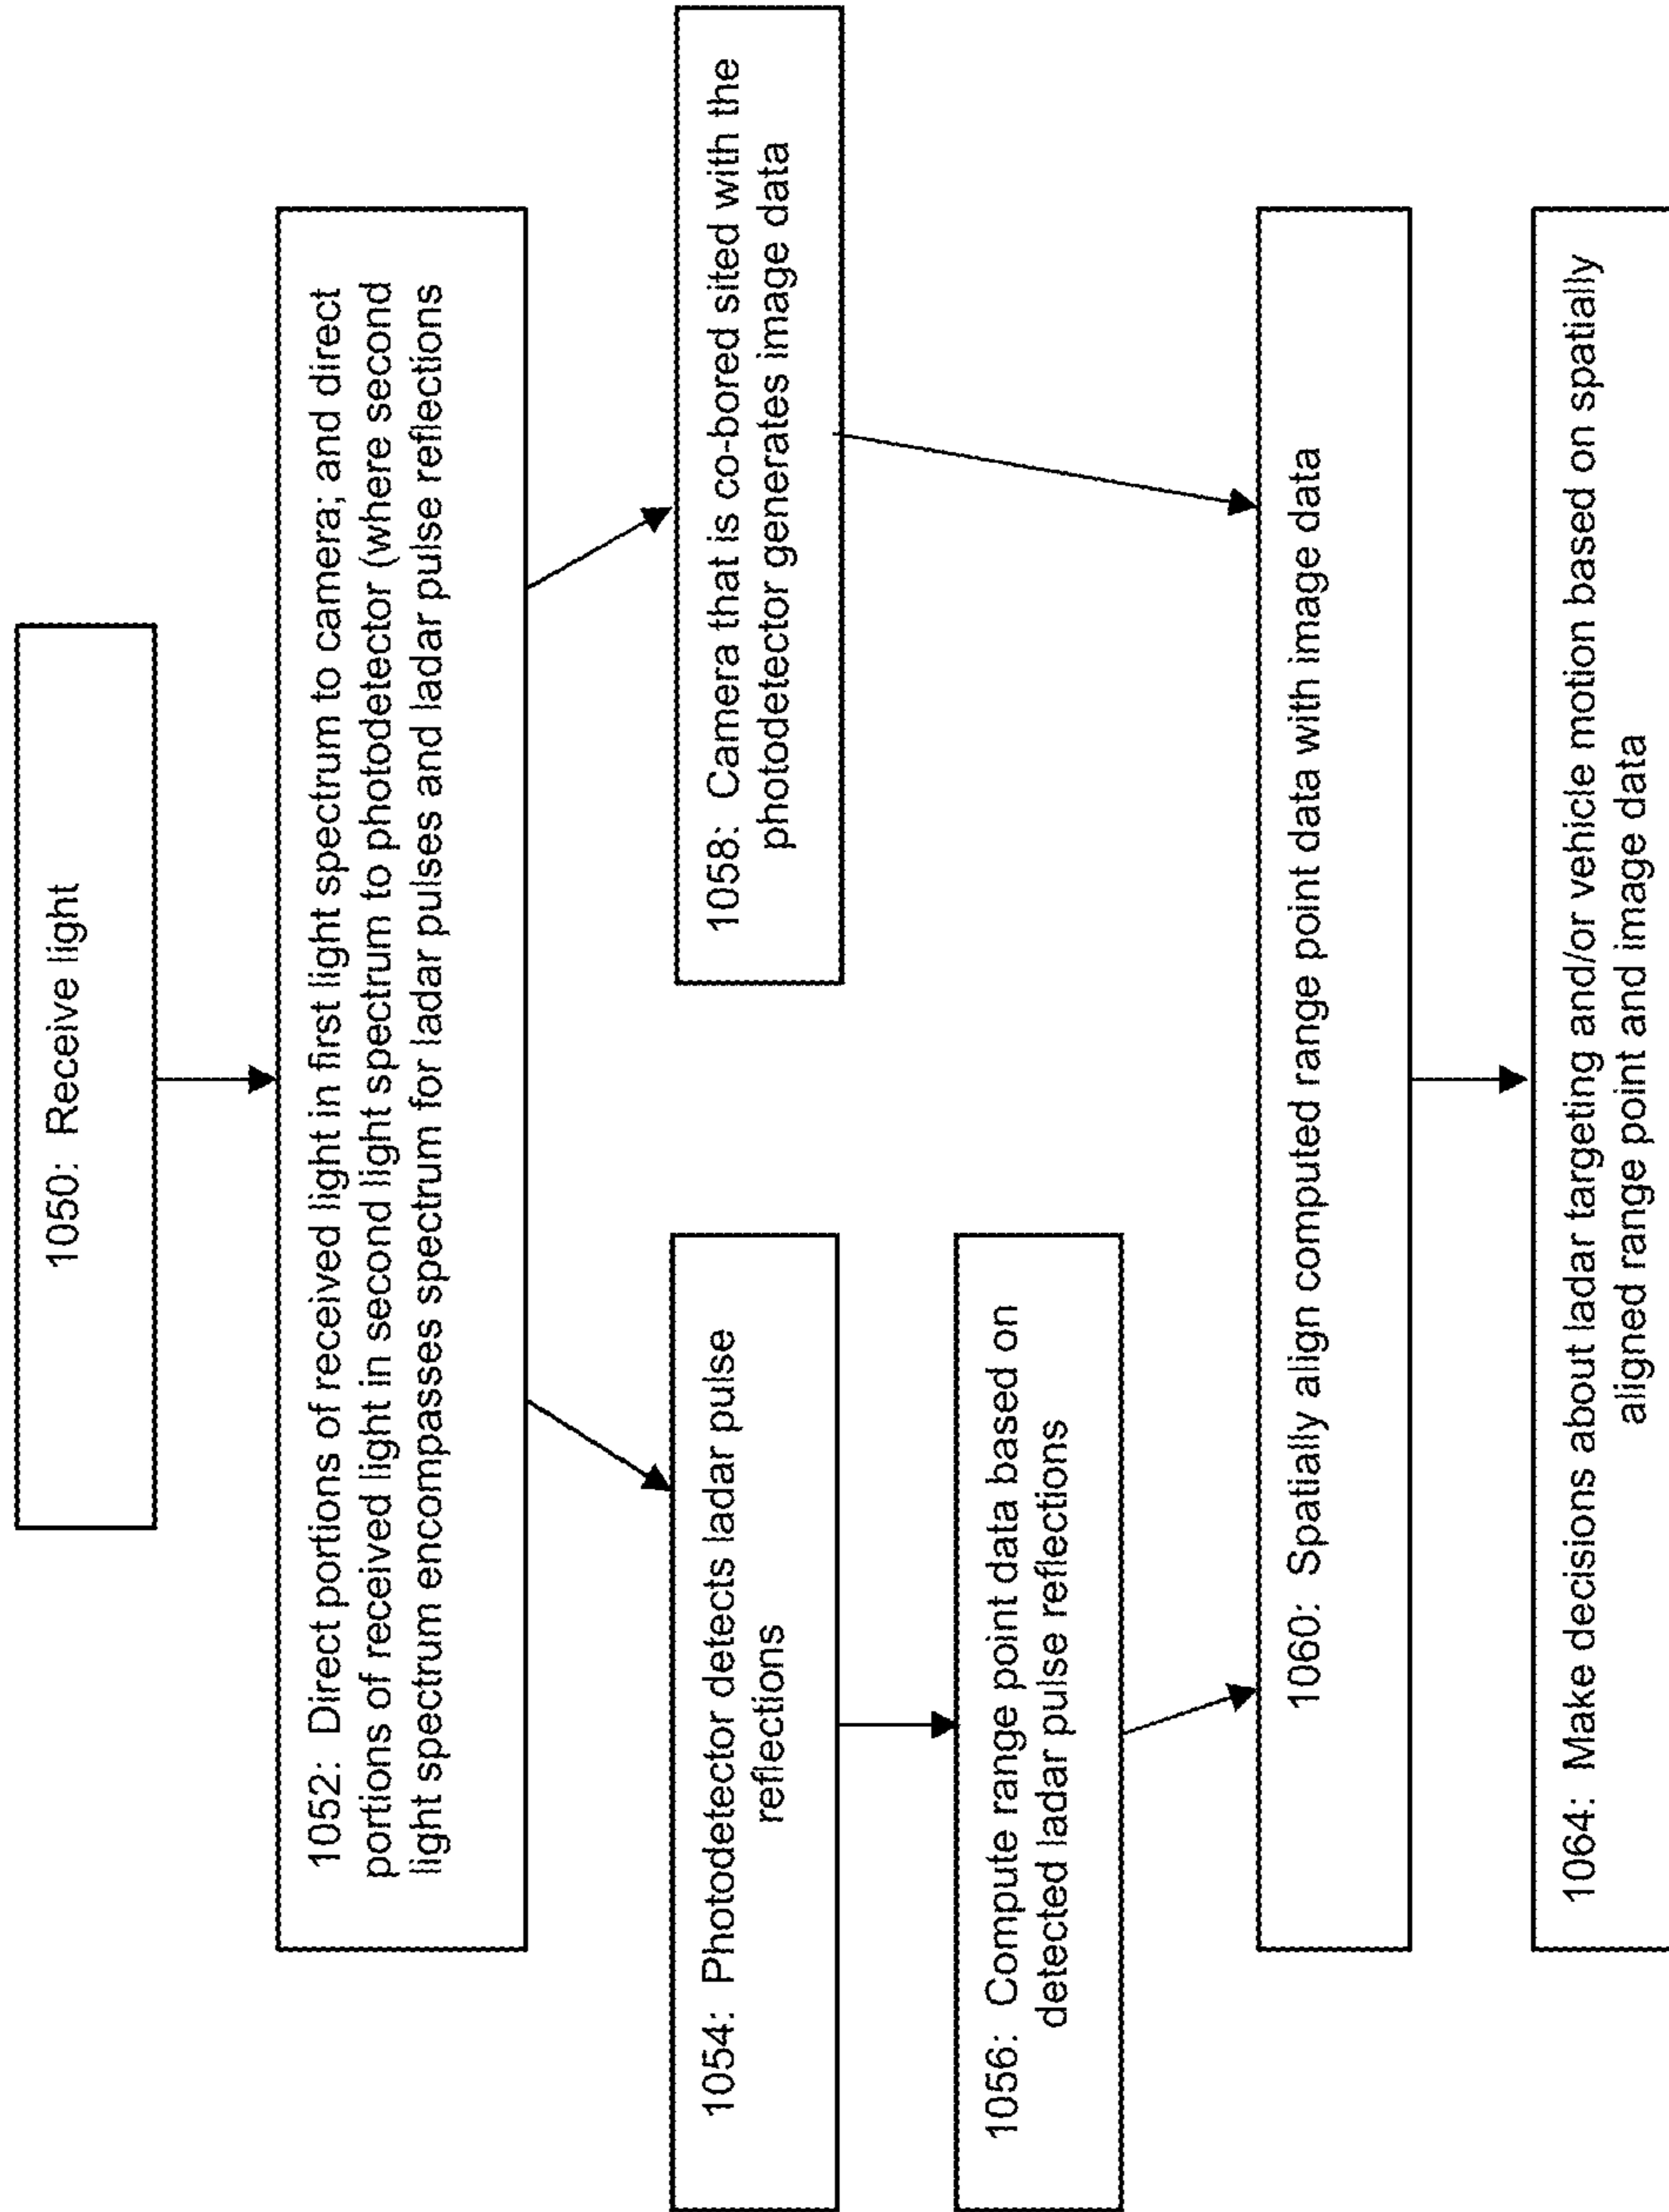 1050: Receive light
1052: Direct portions of received light in first light spectrum to camera; and direct
portions of received light in second light spectrum to photodetector (where second
light spectrum encompasses spectrum for ladar pulses and ladar pulse reflections
1054: Photodetector detects ladar pulse
reflections
1056: Compute range point data based on
detected ladar pulse reflections
1058: Camera that is co-bored sited with the
photodetector generates image data
1060: Spatially align computed range point data with image data
1064: Make decisions about ladar targeting and/or vehicle motion based on spatially
aligned range point and image data